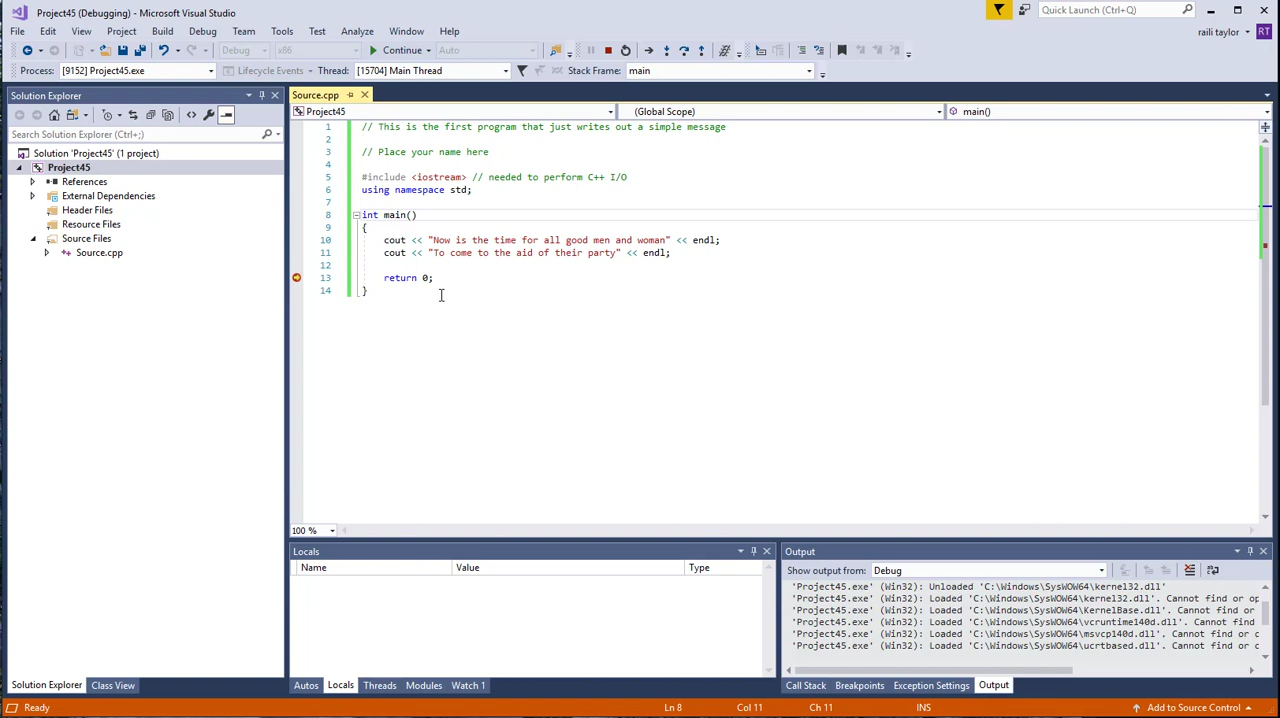 Project45 (Debugging) - Microsoft Visual Studio
Quick Launch (Ctrl+Q)
File Edit View Project Build Debug Team Tools Test Analyze Window Help
raili taylor RT
Debug x86 Continue Auto
Process: [9152] Project45.exe Lifecycle Events Thread: [15704] Main Thread Stack Frame: main
Solution Explorer
Search Solution Explorer (Ctrl+;)
Solution 'Project45' (1 project)
Project45
References
External Dependencies
Header Files
Resource Files
Source Files
Source.cpp
Solution Explorer Class View
Source.cpp
Project45 (Global Scope) main()
1 // This is the first program that just writes out a simple message
2
3 // Place your name here
4
5 #include <iostream> // needed to perform C++ I/O
6 using namespace std;
7
8 int main()
9 {
10 cout << "Now is the time for all good men and woman" << endl;
11 cout << "To come to the aid of their party" << endl;
12
13 return 0;
14 }
100 %
Locals
Name Value Type
Autos Locals Threads Modules Watch 1
Output
Show output from: Debug
'Project45.exe' (Win32): Unloaded 'C:\Windows\SysWOW64\kernel32.dll'
'Project45.exe' (Win32): Loaded 'C:\Windows\SysWOW64\kernel32.dll'. Cannot find or op
'Project45.exe' (Win32): Loaded 'C:\Windows\SysWOW64\KernelBase.dll'. Cannot find or
'Project45.exe' (Win32): Loaded 'C:\Windows\SysWOW64\vcruntime140d.dll'. Cannot find
'Project45.exe' (Win32): Loaded 'C:\Windows\SysWOW64\msvcp140d.dll'. Cannot find or c
'Project45.exe' (Win32): Loaded 'C:\Windows\SysWOW64\ucrtbased.dll'. Cannot find or c
Call Stack Breakpoints Exception Settings Output
Ready Ln 8 Col 11 Ch 11 INS Add to Source Control